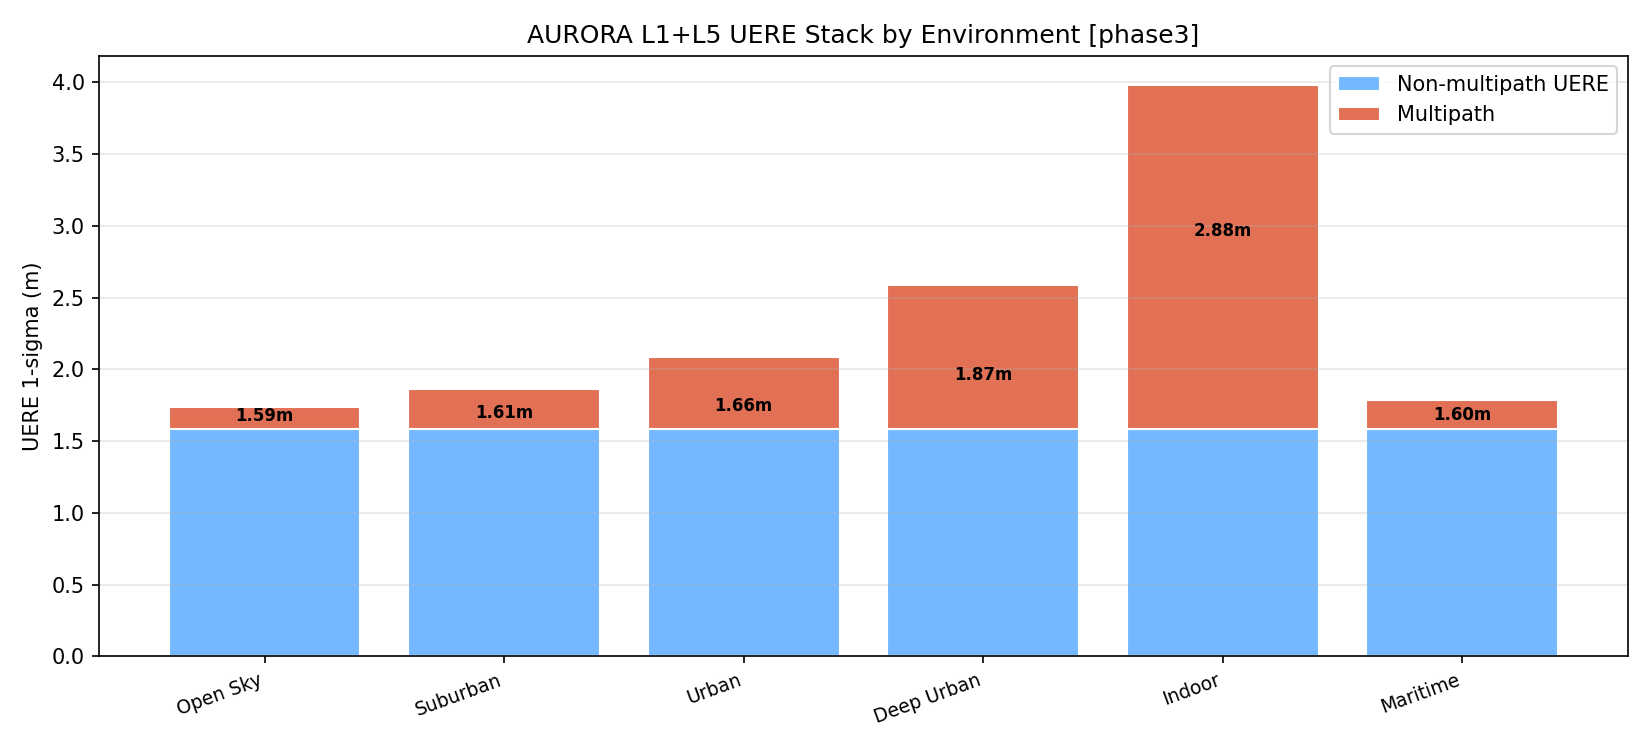 AURORA L1+L5 UERE Stack by Environment [phase3]
Non-multipath UERE
Multipath
UERE 1-sigma (m)
4.0
3.5
3.0
2.5
2.0
1.5
1.0
0.5
0.0
1.59m
1.61m
1.66m
1.87m
2.88m
1.60m
Open Sky
Suburban
Urban
Deep Urban
Indoor
Maritime